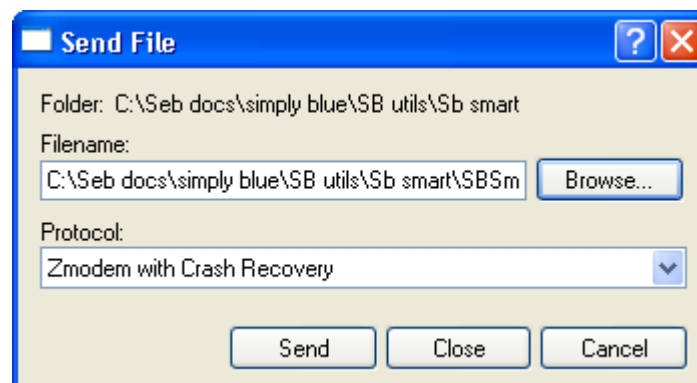 Send File
Folder: C:\Seb docs\simply blue\SB utils\Sb smart
Filename:
C:\Seb docs\simply blue\SB utils\Sb smart\SBSm
Browse...
Protocol:
Zmodem with Crash Recovery
Send Close Cancel